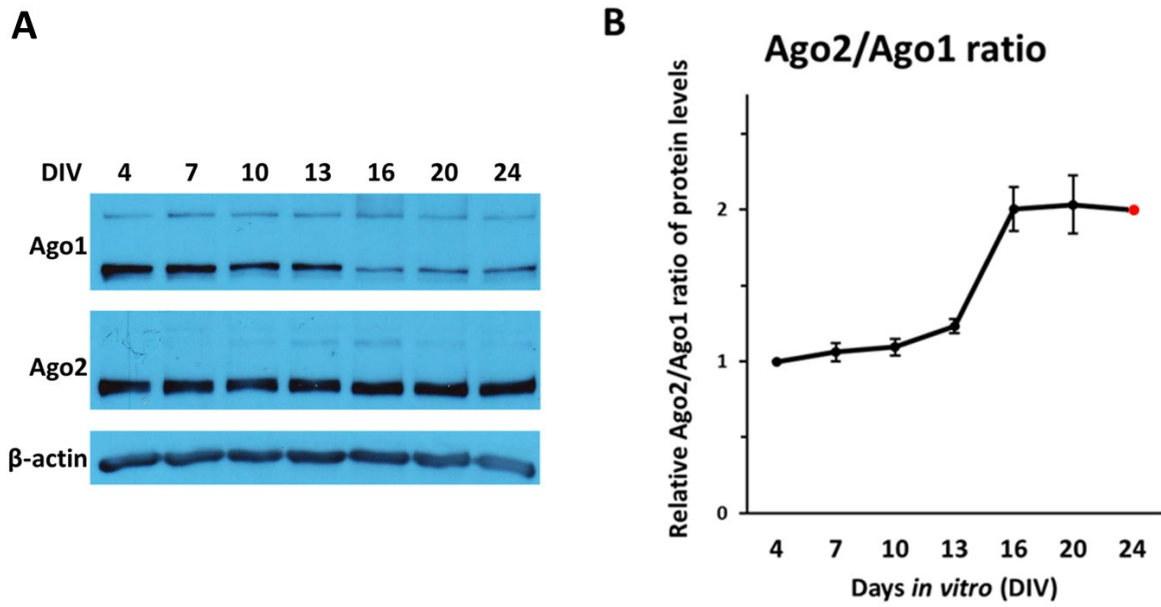 A
DIV 4 7 10 13 16 20 24
Ago1
Ago2
β-actin
B
Ago2/Ago1 ratio
Relative Ago2/Ago1 ratio of protein levels
2
1
0
4 7 10 13 16 20 24
Days in vitro (DIV)